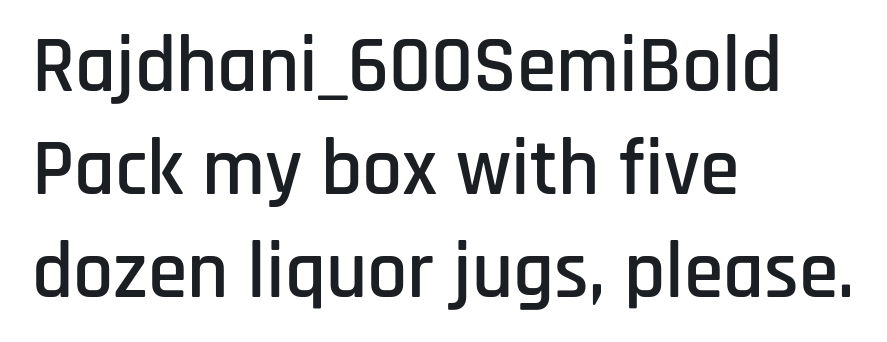 Rajdhani_600SemiBold
Pack my box with five
dozen liquor jugs, please.